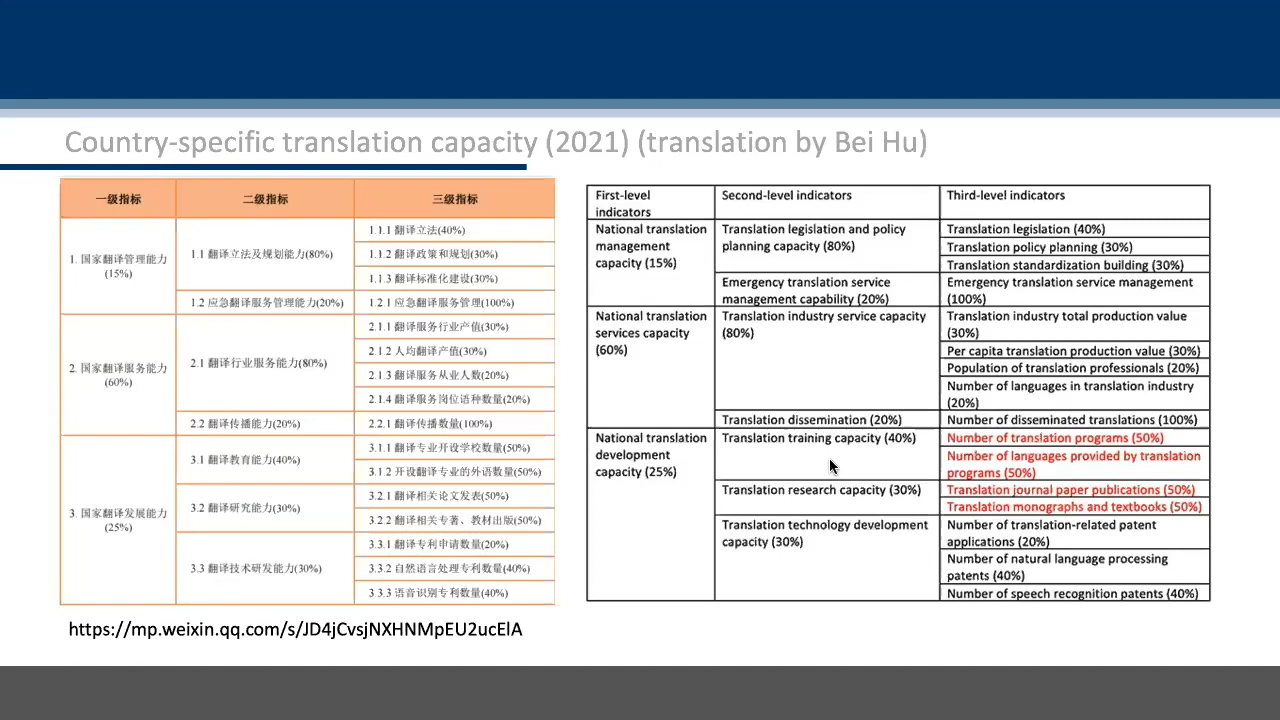 Country-specific translation capacity (2021) (translation by Bei Hu)
一级指标
二级指标
三级指标
1. 国家翻译管理能力
(15%)
1.1 翻译立法及规划能力(80%)
1.1.1 翻译立法(40%)
1.1.2 翻译政策和规划(30%)
1.1.3 翻译标准化建设(30%)
1.2 应急翻译服务管理能力(20%)
1.2.1 应急翻译服务管理(100%)
2. 国家翻译服务能力
(60%)
2.1 翻译行业服务能力(80%)
2.1.1 翻译服务行业产值(30%)
2.1.2 人均翻译产值(30%)
2.1.3 翻译服务从业人数(20%)
2.1.4 翻译服务岗位语种数量(20%)
2.2 翻译传播能力(20%)
2.2.1 翻译传播数量(100%)
3. 国家翻译发展能力
(25%)
3.1 翻译教育能力(40%)
3.1.1 翻译专业开设学校数量(50%)
3.1.2 开设翻译专业的外语数量(50%)
3.2 翻译研究能力(30%)
3.2.1 翻译相关论文发表(50%)
3.2.2 翻译相关专著、教材出版(50%)
3.3 翻译技术研发能力(30%)
3.3.1 翻译专利申请数量(20%)
3.3.2 自然语言处理专利数量(40%)
3.3.3 语音识别专利数量(40%)
https://mp.weixin.qq.com/s/JD4jCvsjNXHNMpEU2ucElA
First-level
indicators
Second-level indicators
Third-level indicators
National translation
management
capacity (15%)
Translation legislation and policy
planning capacity (80%)
Translation legislation (40%)
Translation policy planning (30%)
Translation standardization building (30%)
Emergency translation service
management capability (20%)
Emergency translation service management
(100%)
National translation
services capacity
(60%)
Translation industry service capacity
(80%)
Translation industry total production value
(30%)
Per capita translation production value (30%)
Population of translation professionals (20%)
Number of languages in translation industry
(20%)
Translation dissemination (20%)
Number of disseminated translations (100%)
National translation
development
capacity (25%)
Translation training capacity (40%)
Number of translation programs (50%)
Number of languages provided by translation
programs (50%)
Translation research capacity (30%)
Translation journal paper publications (50%)
Translation monographs and textbooks (50%)
Translation technology development
capacity (30%)
Number of translation-related patent
applications (20%)
Number of natural language processing
patents (40%)
Number of speech recognition patents (40%)